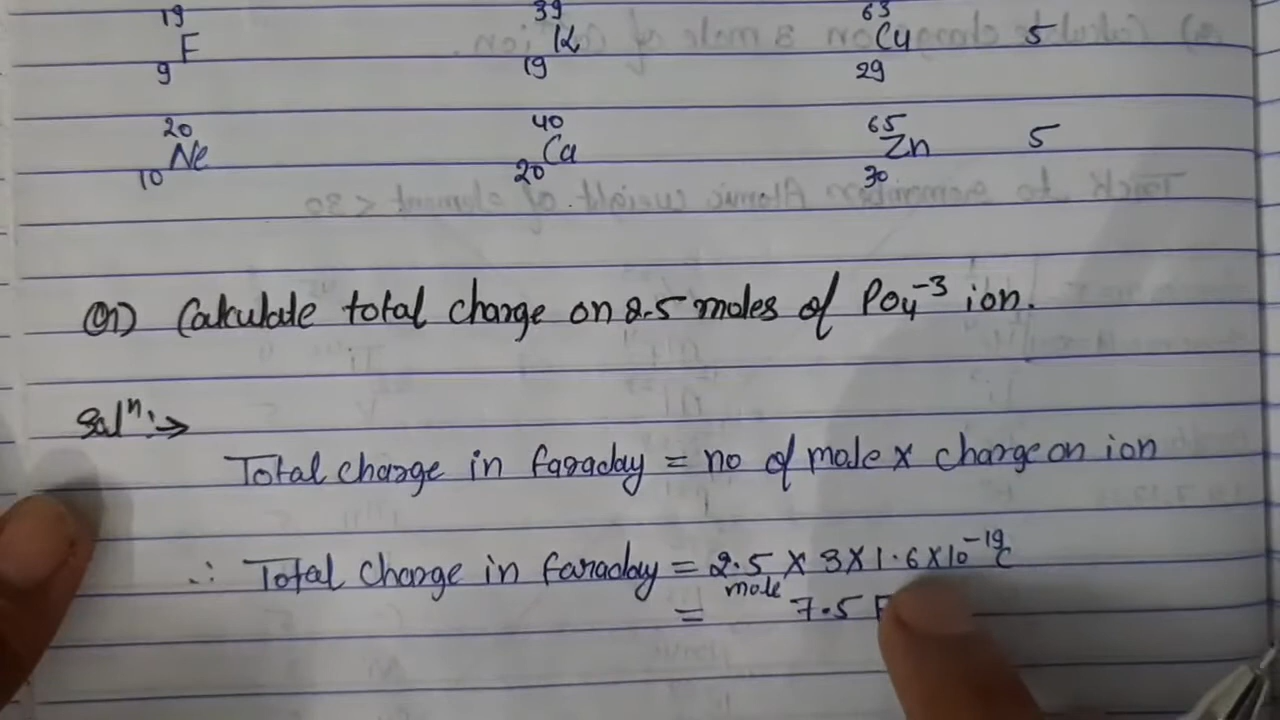 19 39 63
F K Cu 5
9 19 29
20 40 65
Ne Ca Zn 5
10 20 30
Qn) Calculate total charge on 2.5 moles of PO4⁻³ ion.
Solⁿ:→
Total charge in faraday = no of mole × charge on ion
∴ Total charge in faraday = 2.5 × 3 × 1.6 × 10⁻¹⁹C
mole
= 7.5 F